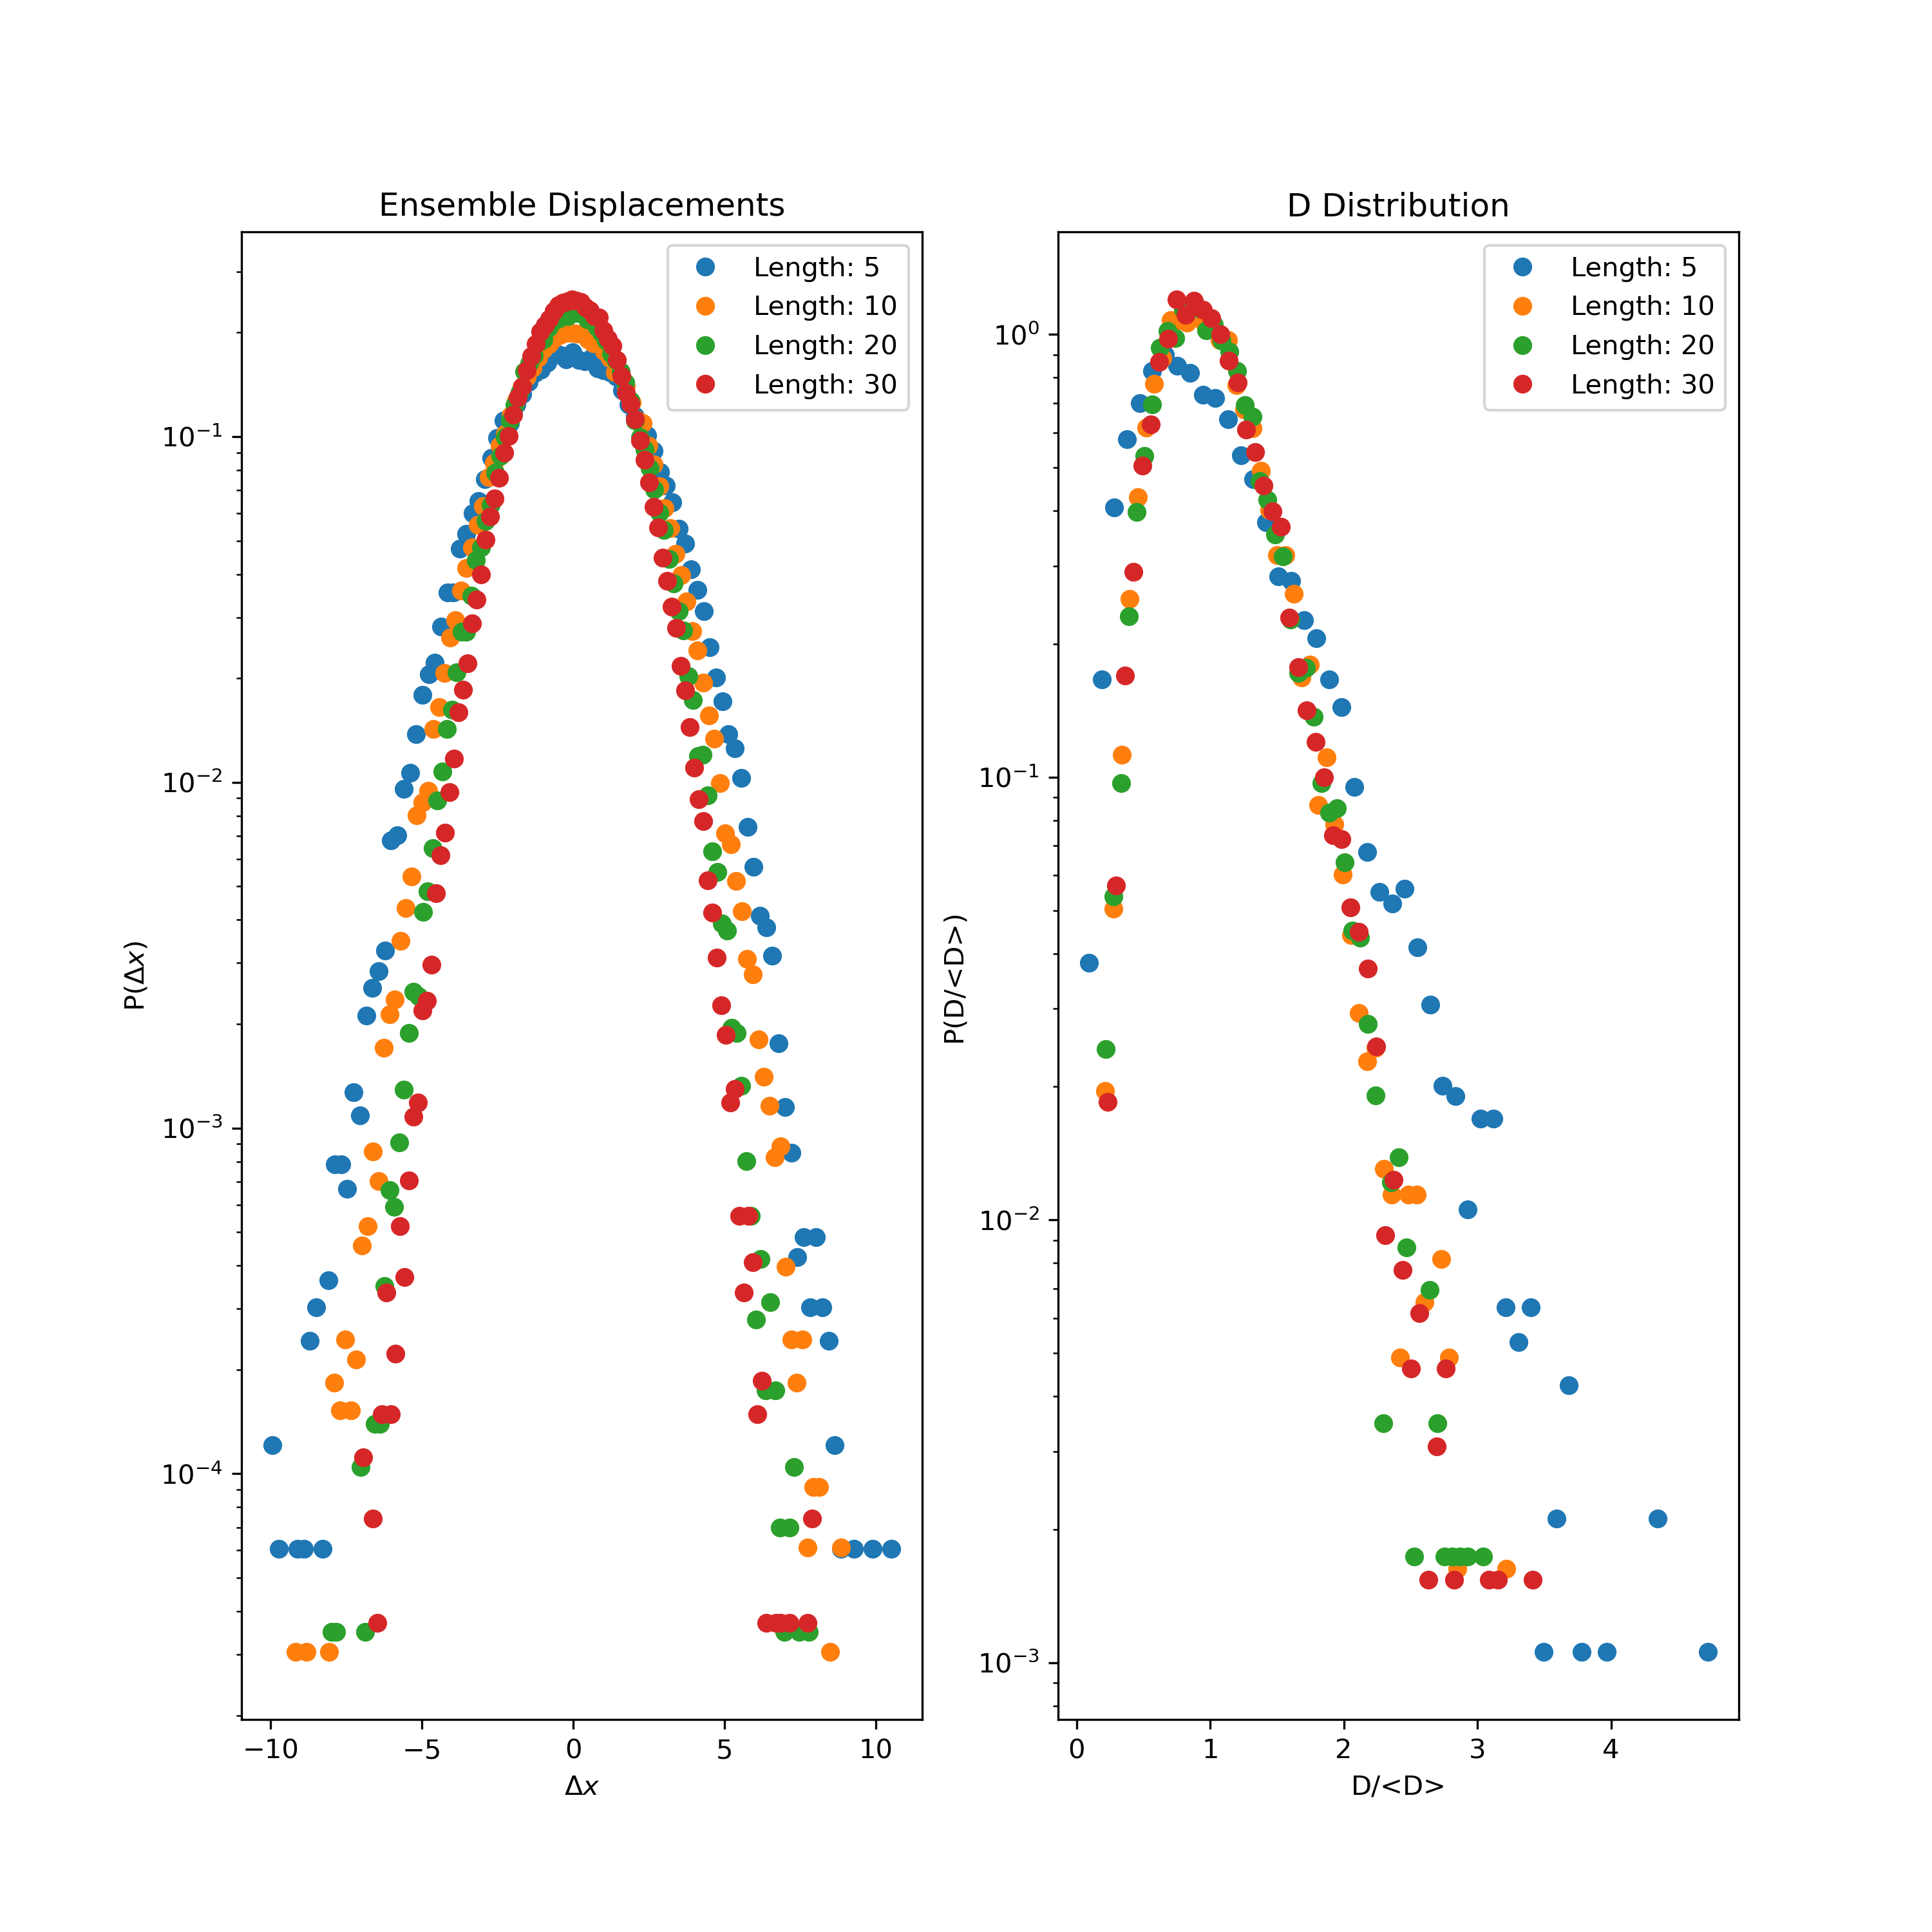 Ensemble Displacements
Length: 5
Length: 10
Length: 20
Length: 30
P(Δx)
10⁻¹
10⁻²
10⁻³
10⁻⁴
−10
−5
0
5
10
Δx
D Distribution
Length: 5
Length: 10
Length: 20
Length: 30
P(D/<D>)
10⁰
10⁻¹
10⁻²
10⁻³
0
1
2
3
4
D/<D>